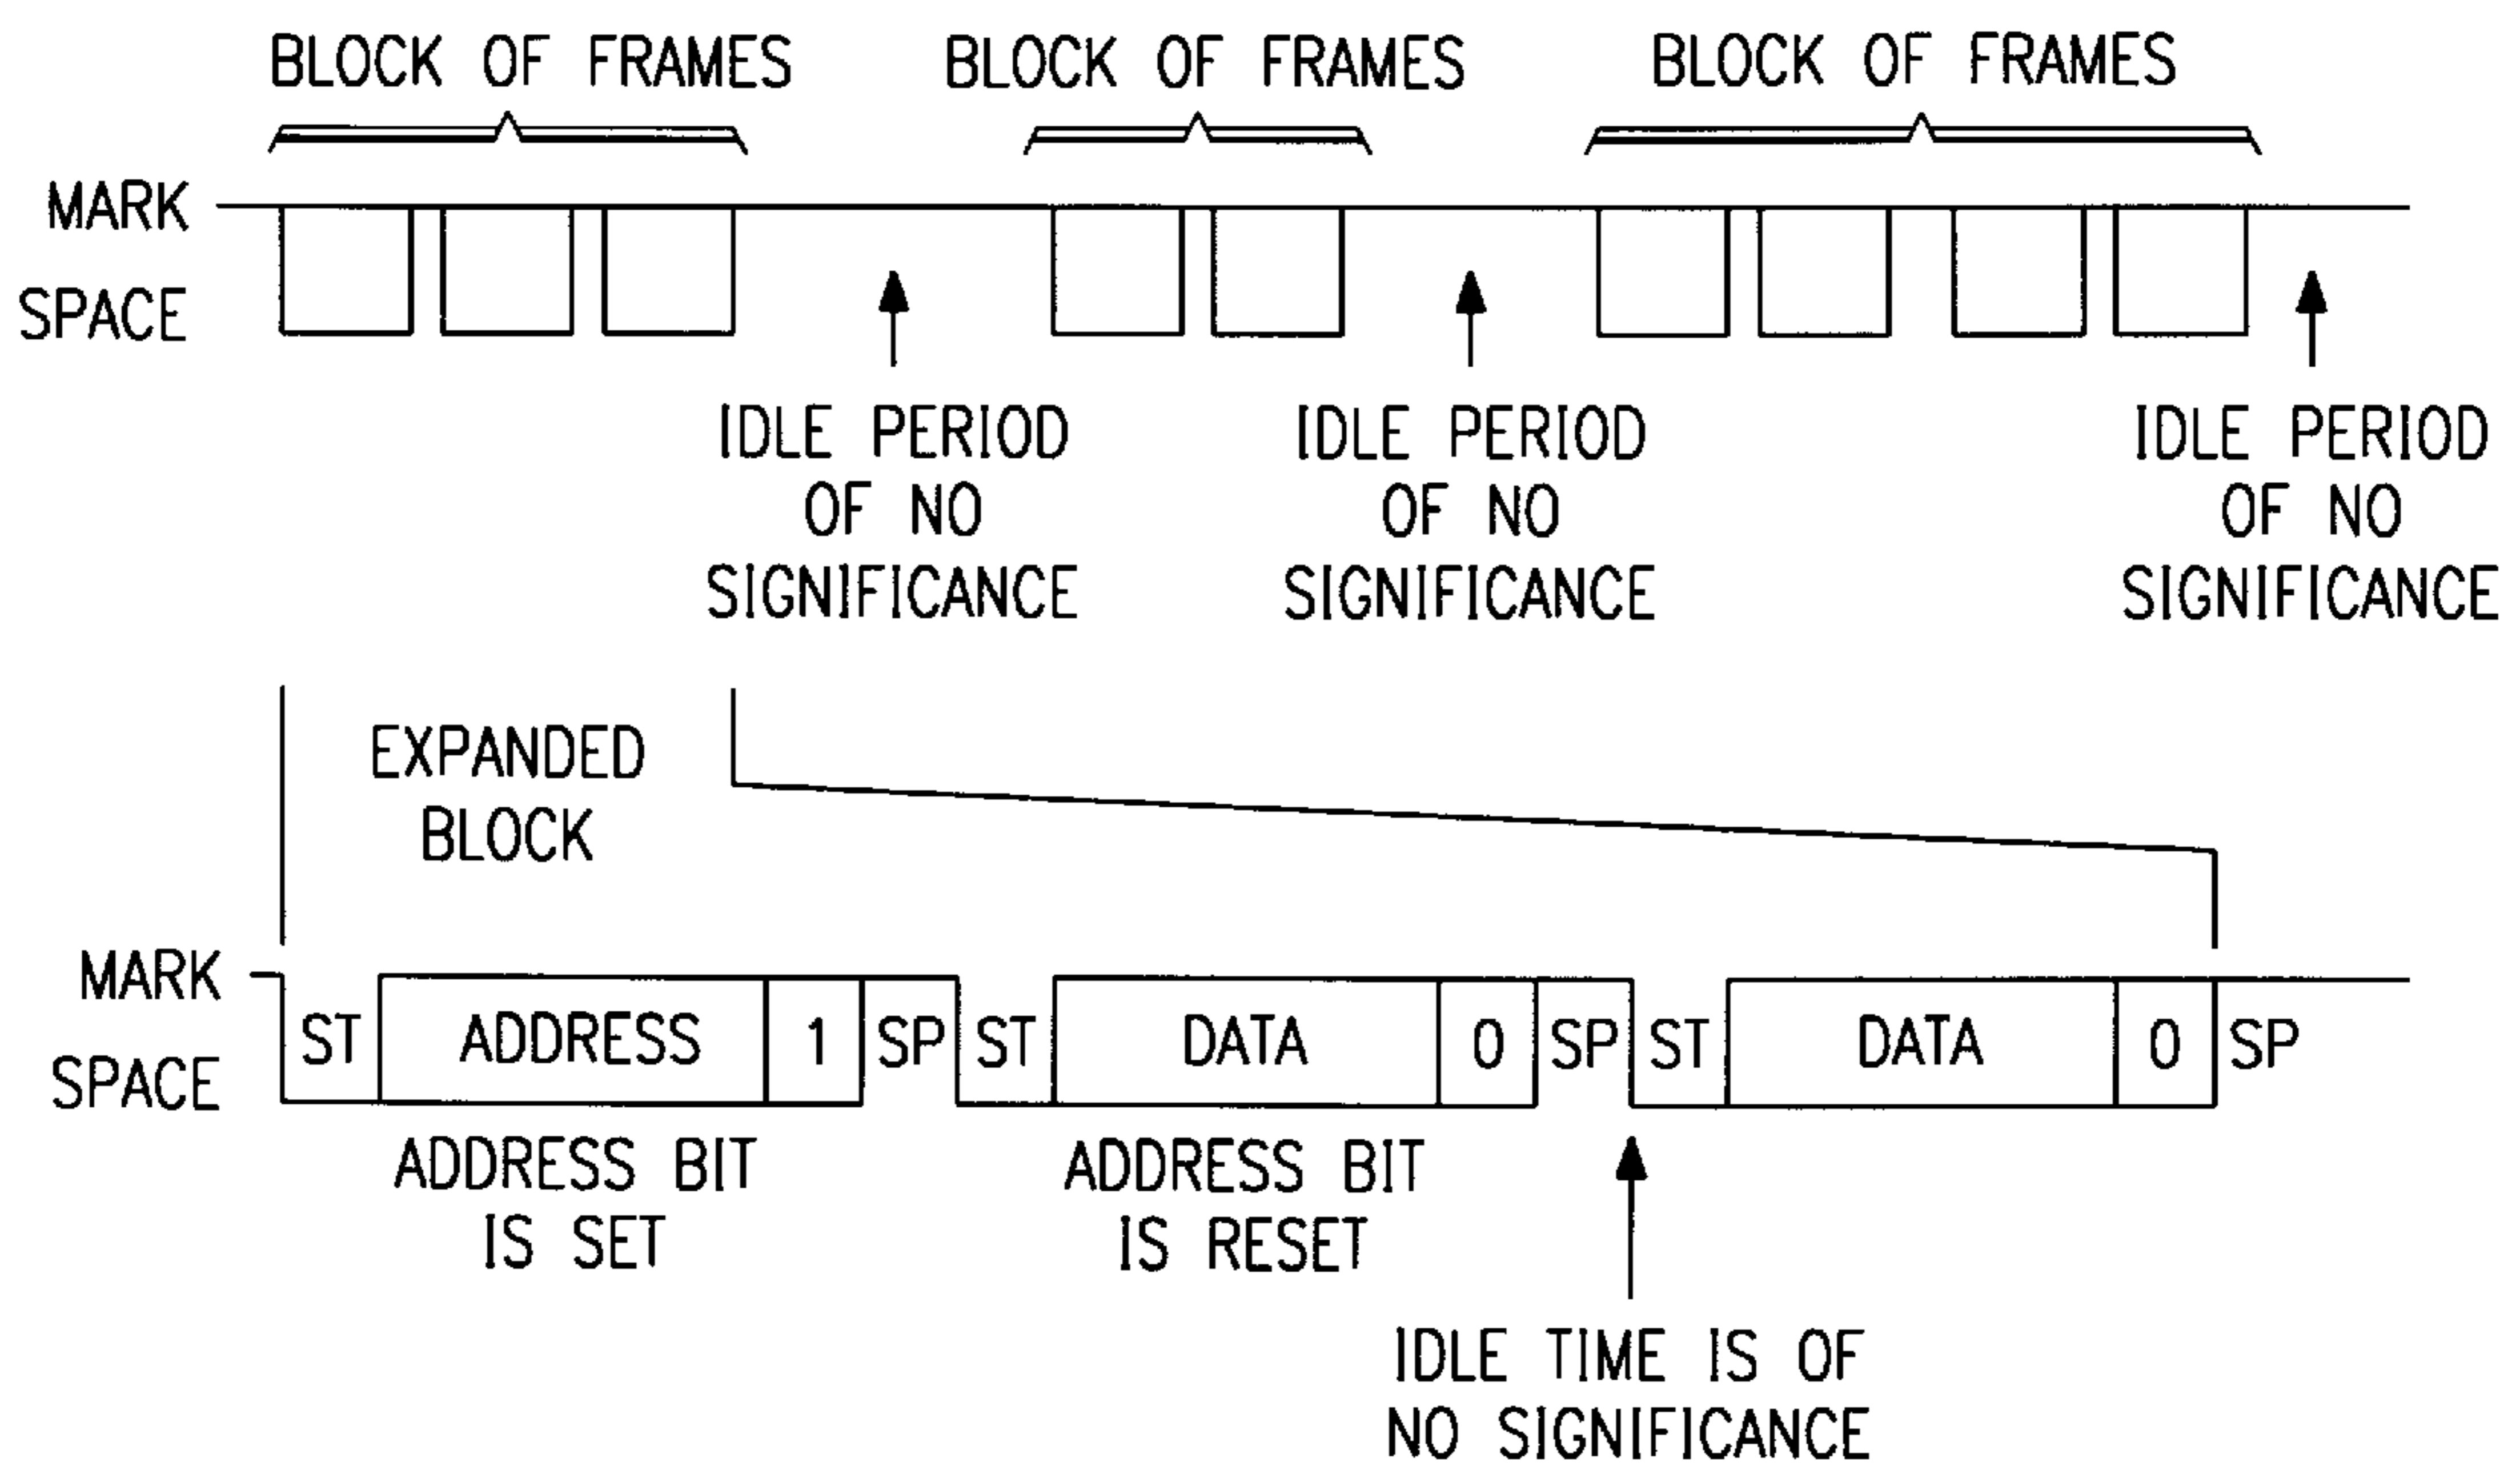 BLOCK OF FRAMES BLOCK OF FRAMES BLOCK OF FRAMES
MARK
SPACE
IDLE PERIOD
OF NO
SIGNIFICANCE
IDLE PERIOD
OF NO
SIGNIFICANCE
IDLE PERIOD
OF NO
SIGNIFICANCE
EXPANDED
BLOCK
MARK
SPACE
ST ADDRESS 1 SP ST DATA 0 SP ST DATA 0 SP
ADDRESS BIT
IS SET
ADDRESS BIT
IS RESET
IDLE TIME IS OF
NO SIGNIFICANCE